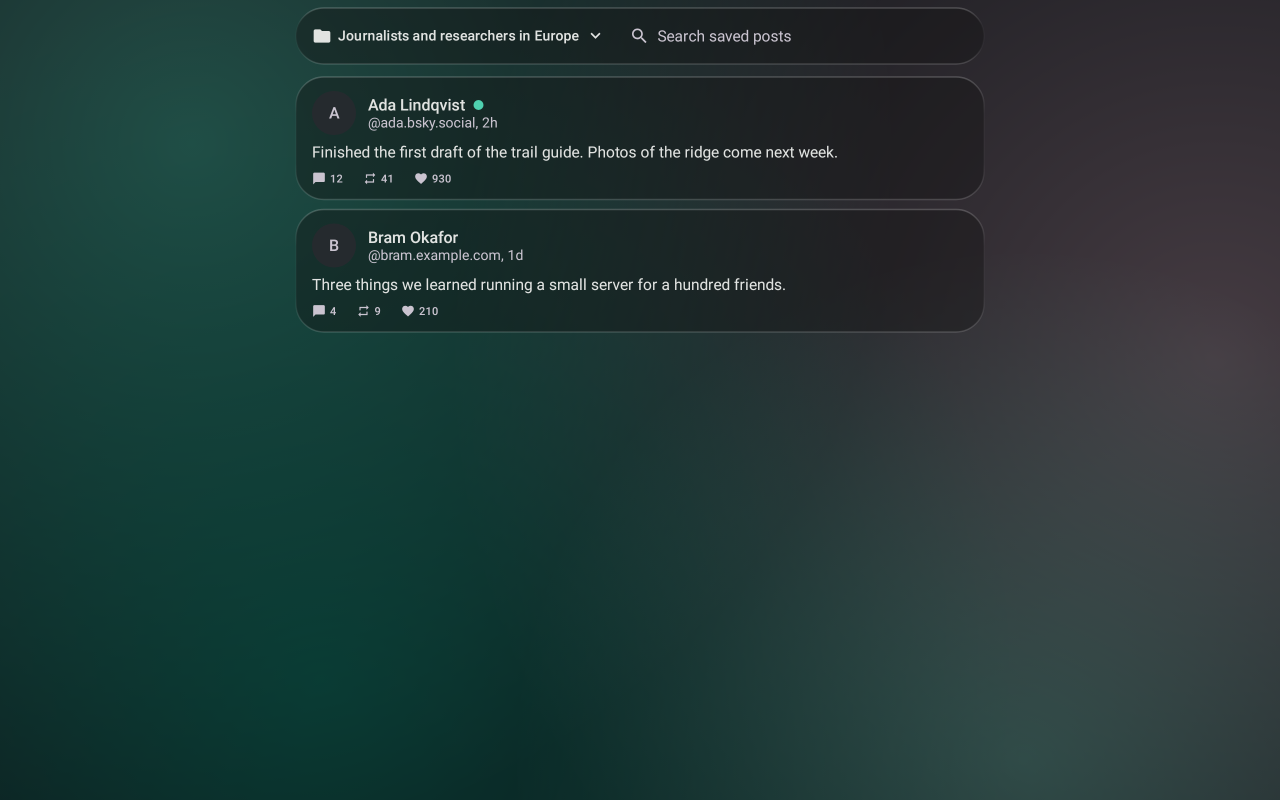 Journalists and researchers in Europe
Search saved posts
A
Ada Lindqvist
@ada.bsky.social, 2h
Finished the first draft of the trail guide. Photos of the ridge come next week.
12 41 930
B
Bram Okafor
@bram.example.com, 1d
Three things we learned running a small server for a hundred friends.
4 9 210